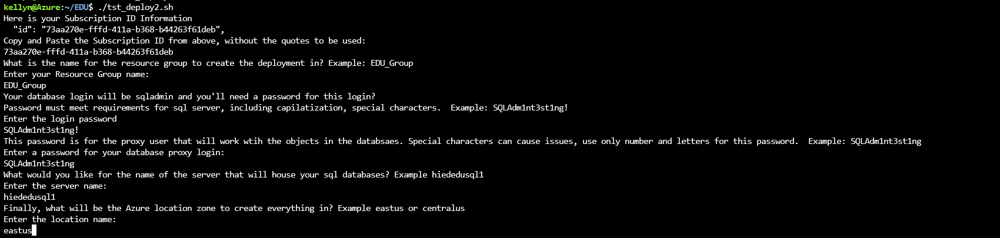 kellyn@Azure:~/EDU$ ./tst_deploy2.sh
Here is your Subscription ID Information
"id": "73aa270e-fffd-411a-b368-b44263f61deb",
Copy and Paste the Subscription ID from above, without the quotes to be used:
73aa270e-fffd-411a-b368-b44263f61deb
What is the name for the resource group to create the deployment in? Example: EDU_Group
Enter your Resource Group name:
EDU_Group
Your database login will be sqladmin and you'll need a password for this login?
Password must meet requirements for sql server, including capilatization, special characters.  Example: SQLAdm1nt3st1ng!
Enter the login password
SQLAdm1nt3st1ng!
This password is for the proxy user that will work wtih the objects in the databsaes. Special characters can cause issues, use only number and letters for this password.  Example: SQLAdm1nt3st1ng
Enter a password for your database proxy login:
SQLAdm1nt3st1ng
What would you like for the name of the server that will house your sql databases? Example hiededusql1
Enter the server name:
hiededusql1
Finally, what will be the Azure location zone to create everything in? Example eastus or centralus
Enter the location name:
eastus